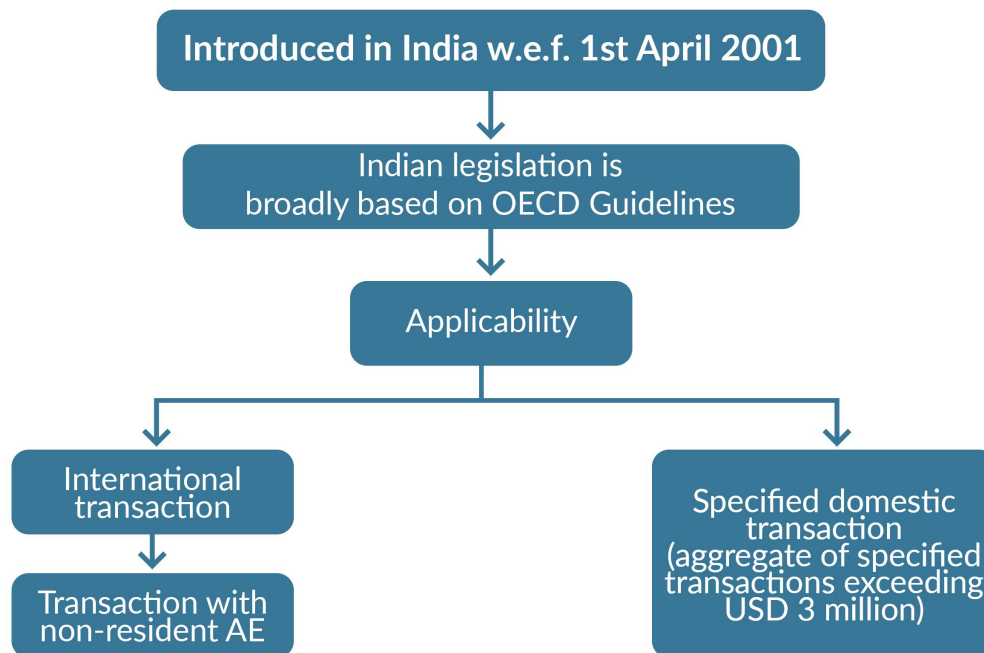 Introduced in India w.e.f. 1st April 2001
Indian legislation is
broadly based on OECD Guidelines
Applicability
International
transaction
Transaction with
non-resident AE
Specified domestic
transaction
(aggregate of specified
transactions exceeding
USD 3 million)